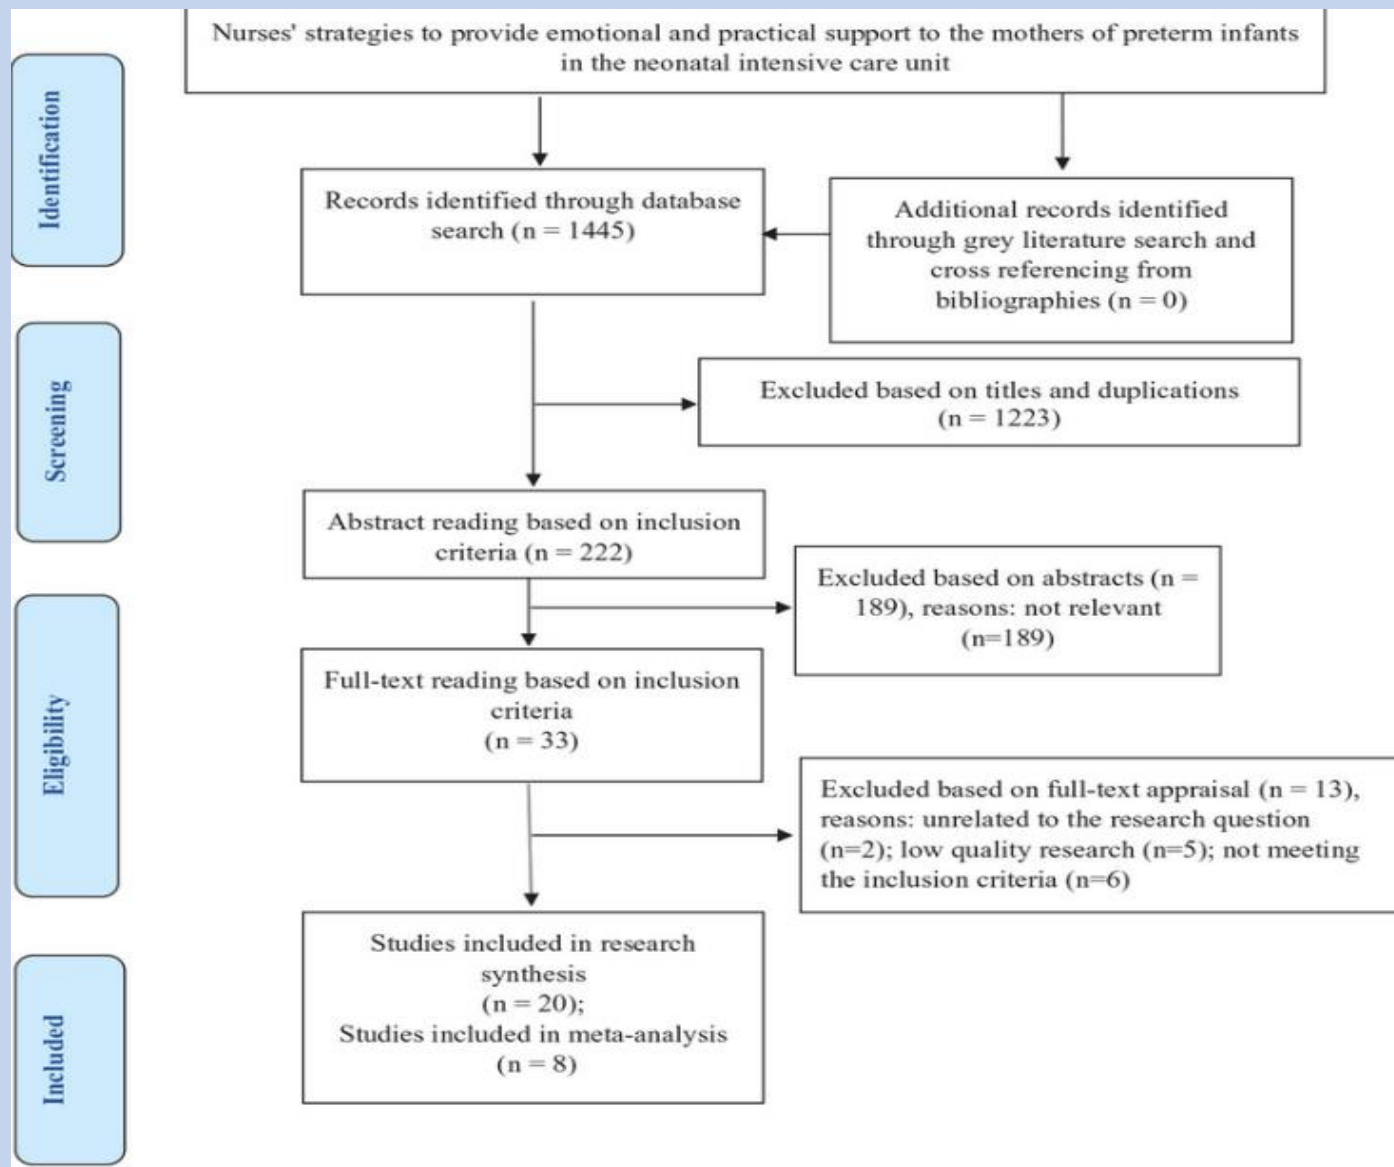 Nurses' strategies to provide emotional and practical support to the mothers of preterm infants
in the neonatal intensive care unit
Identification
Records identified through database
search (n = 1445)
Additional records identified
through grey literature search and
cross referencing from
bibliographies (n = 0)
Screening
Excluded based on titles and duplications
(n = 1223)
Abstract reading based on inclusion
criteria (n = 222)
Excluded based on abstracts (n =
189), reasons: not relevant
(n=189)
Eligibility
Full-text reading based on inclusion
criteria
(n = 33)
Excluded based on full-text appraisal (n = 13),
reasons: unrelated to the research question
(n=2); low quality research (n=5); not meeting
the inclusion criteria (n=6)
Included
Studies included in research
synthesis
(n = 20);
Studies included in meta-analysis
(n = 8)